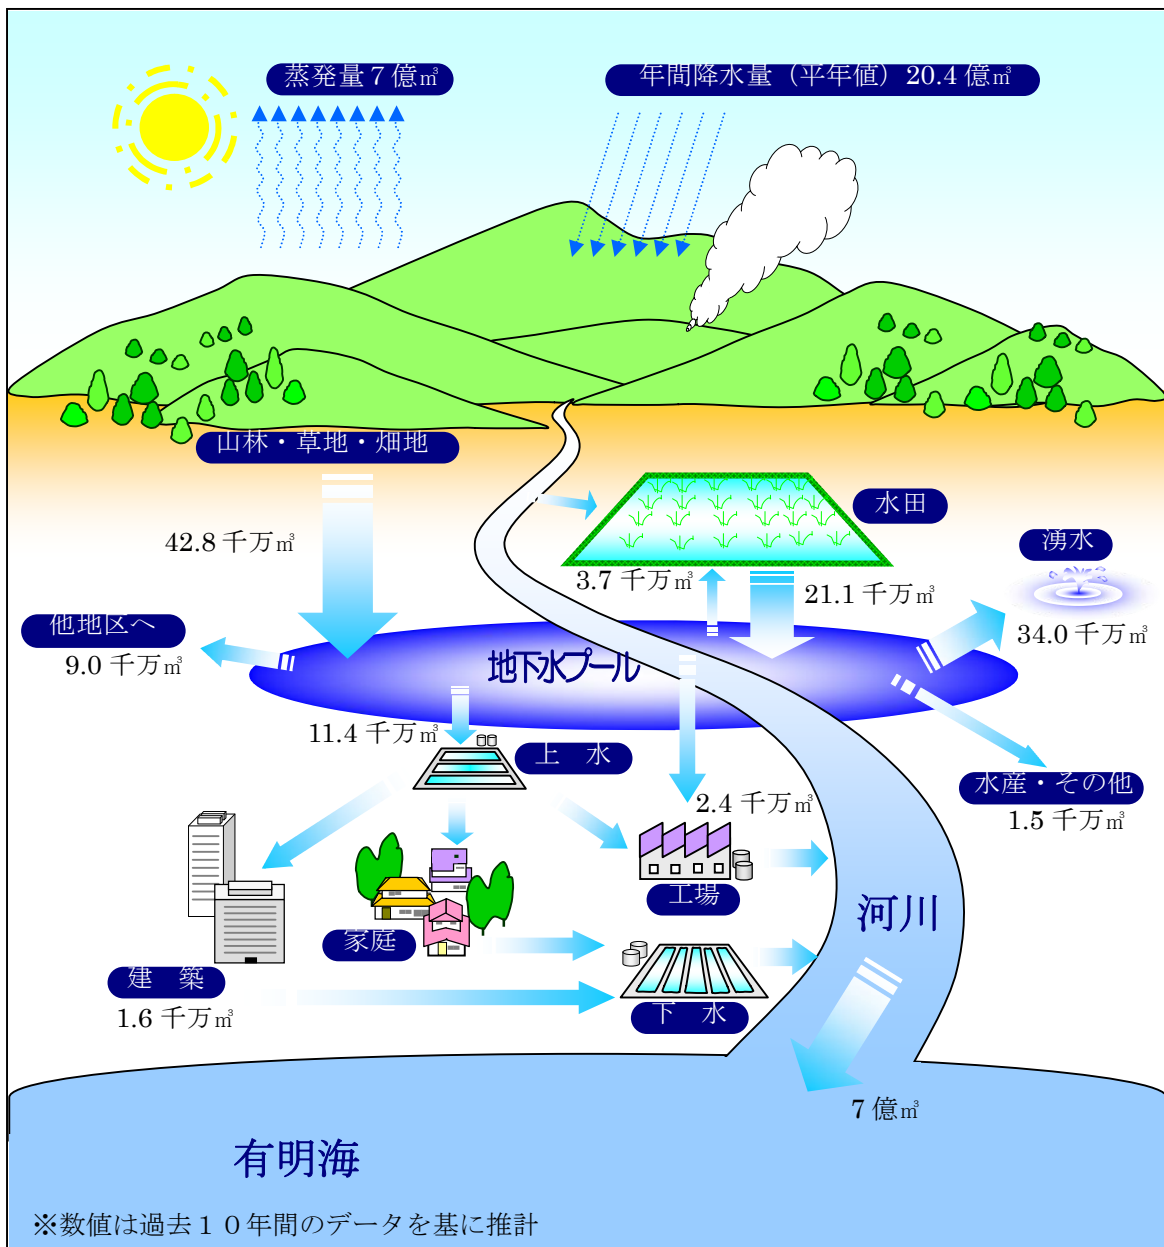 蒸発量7億㎥
年間降水量（平年値）20.4億㎥
山林・草地・畑地
42.8千万㎥
水田
3.7千万㎥
21.1千万㎥
湧水
34.0千万㎥
他地区へ
9.0千万㎥
地下水プール
11.4千万㎥
上　水
2.4千万㎥
水産・その他
1.5千万㎥
工場
家庭
河川
建　築
1.6千万㎥
下　水
7億㎥
有明海
※数値は過去１０年間のデータを基に推計